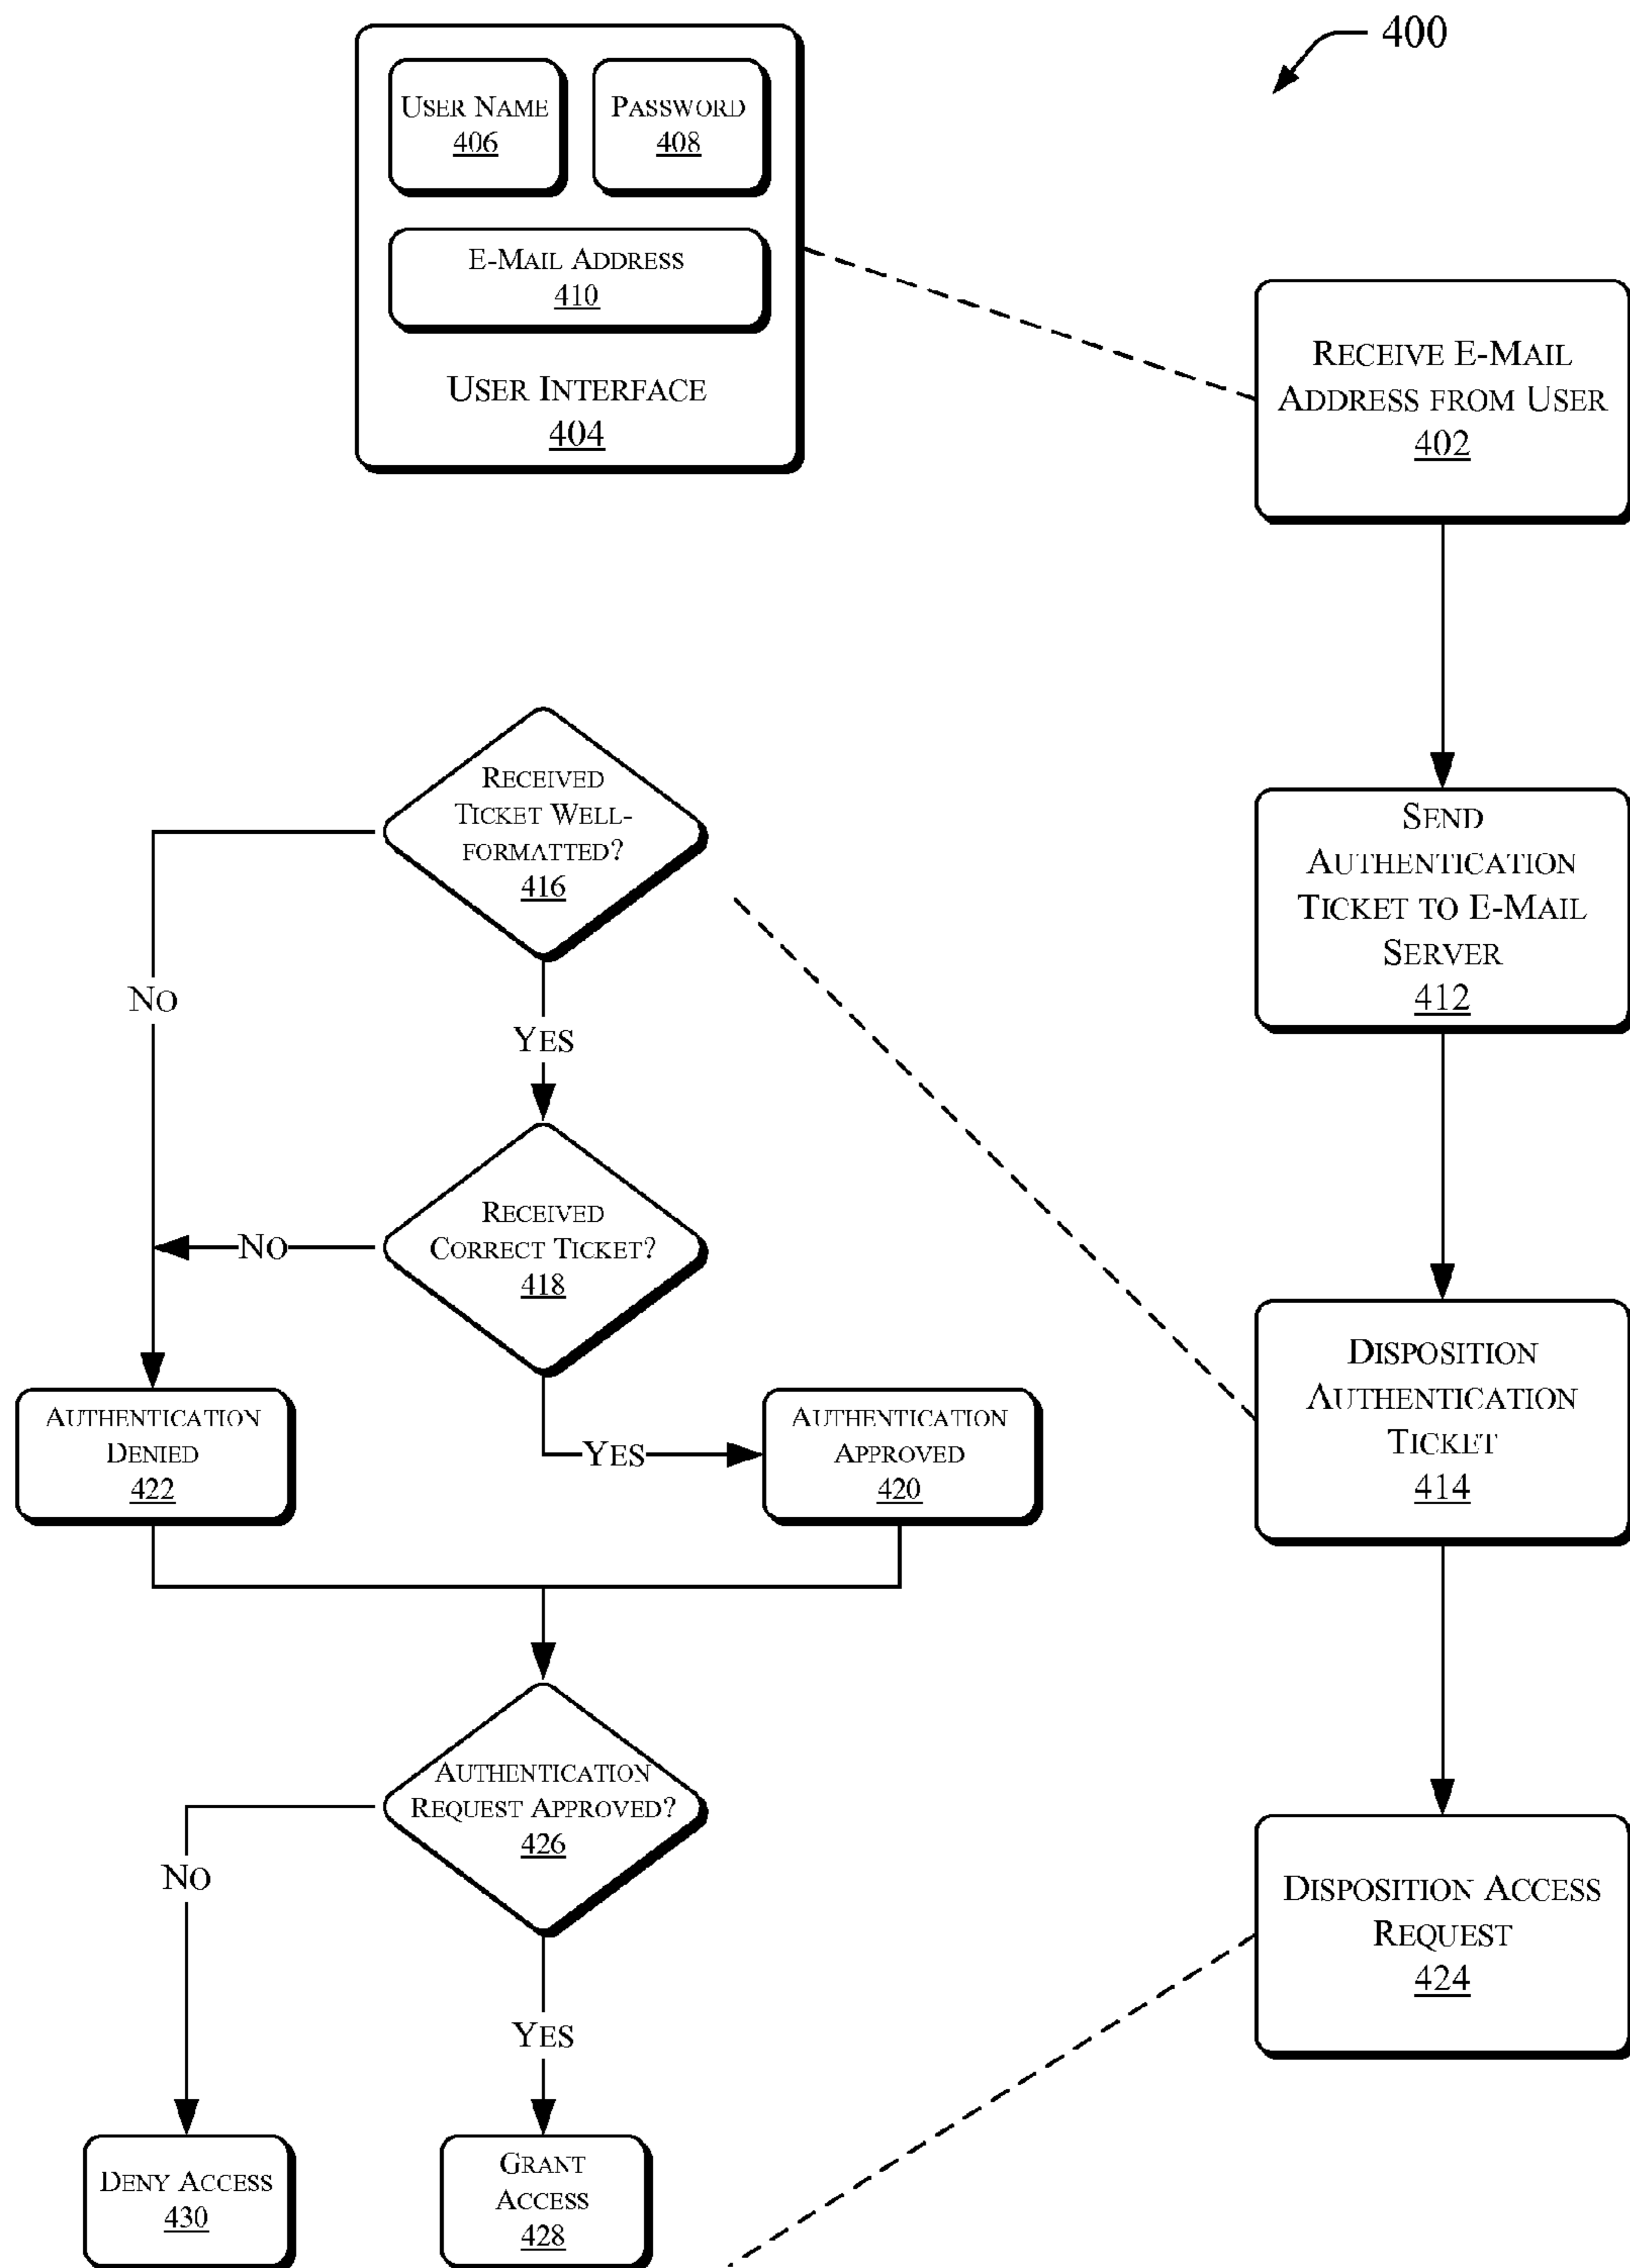 400
USER NAME
406
PASSWORD
408
E-MAIL ADDRESS
410
USER INTERFACE
404
RECEIVE E-MAIL
ADDRESS FROM USER
402
SEND
AUTHENTICATION
TICKET TO E-MAIL
SERVER
412
RECEIVED
TICKET WELL-
FORMATTED?
416
NO
YES
RECEIVED
CORRECT TICKET?
418
NO
YES
AUTHENTICATION
DENIED
422
AUTHENTICATION
APPROVED
420
DISPOSITION
AUTHENTICATION
TICKET
414
AUTHENTICATION
REQUEST APPROVED?
426
NO
YES
DISPOSITION ACCESS
REQUEST
424
DENY ACCESS
430
GRANT
ACCESS
428